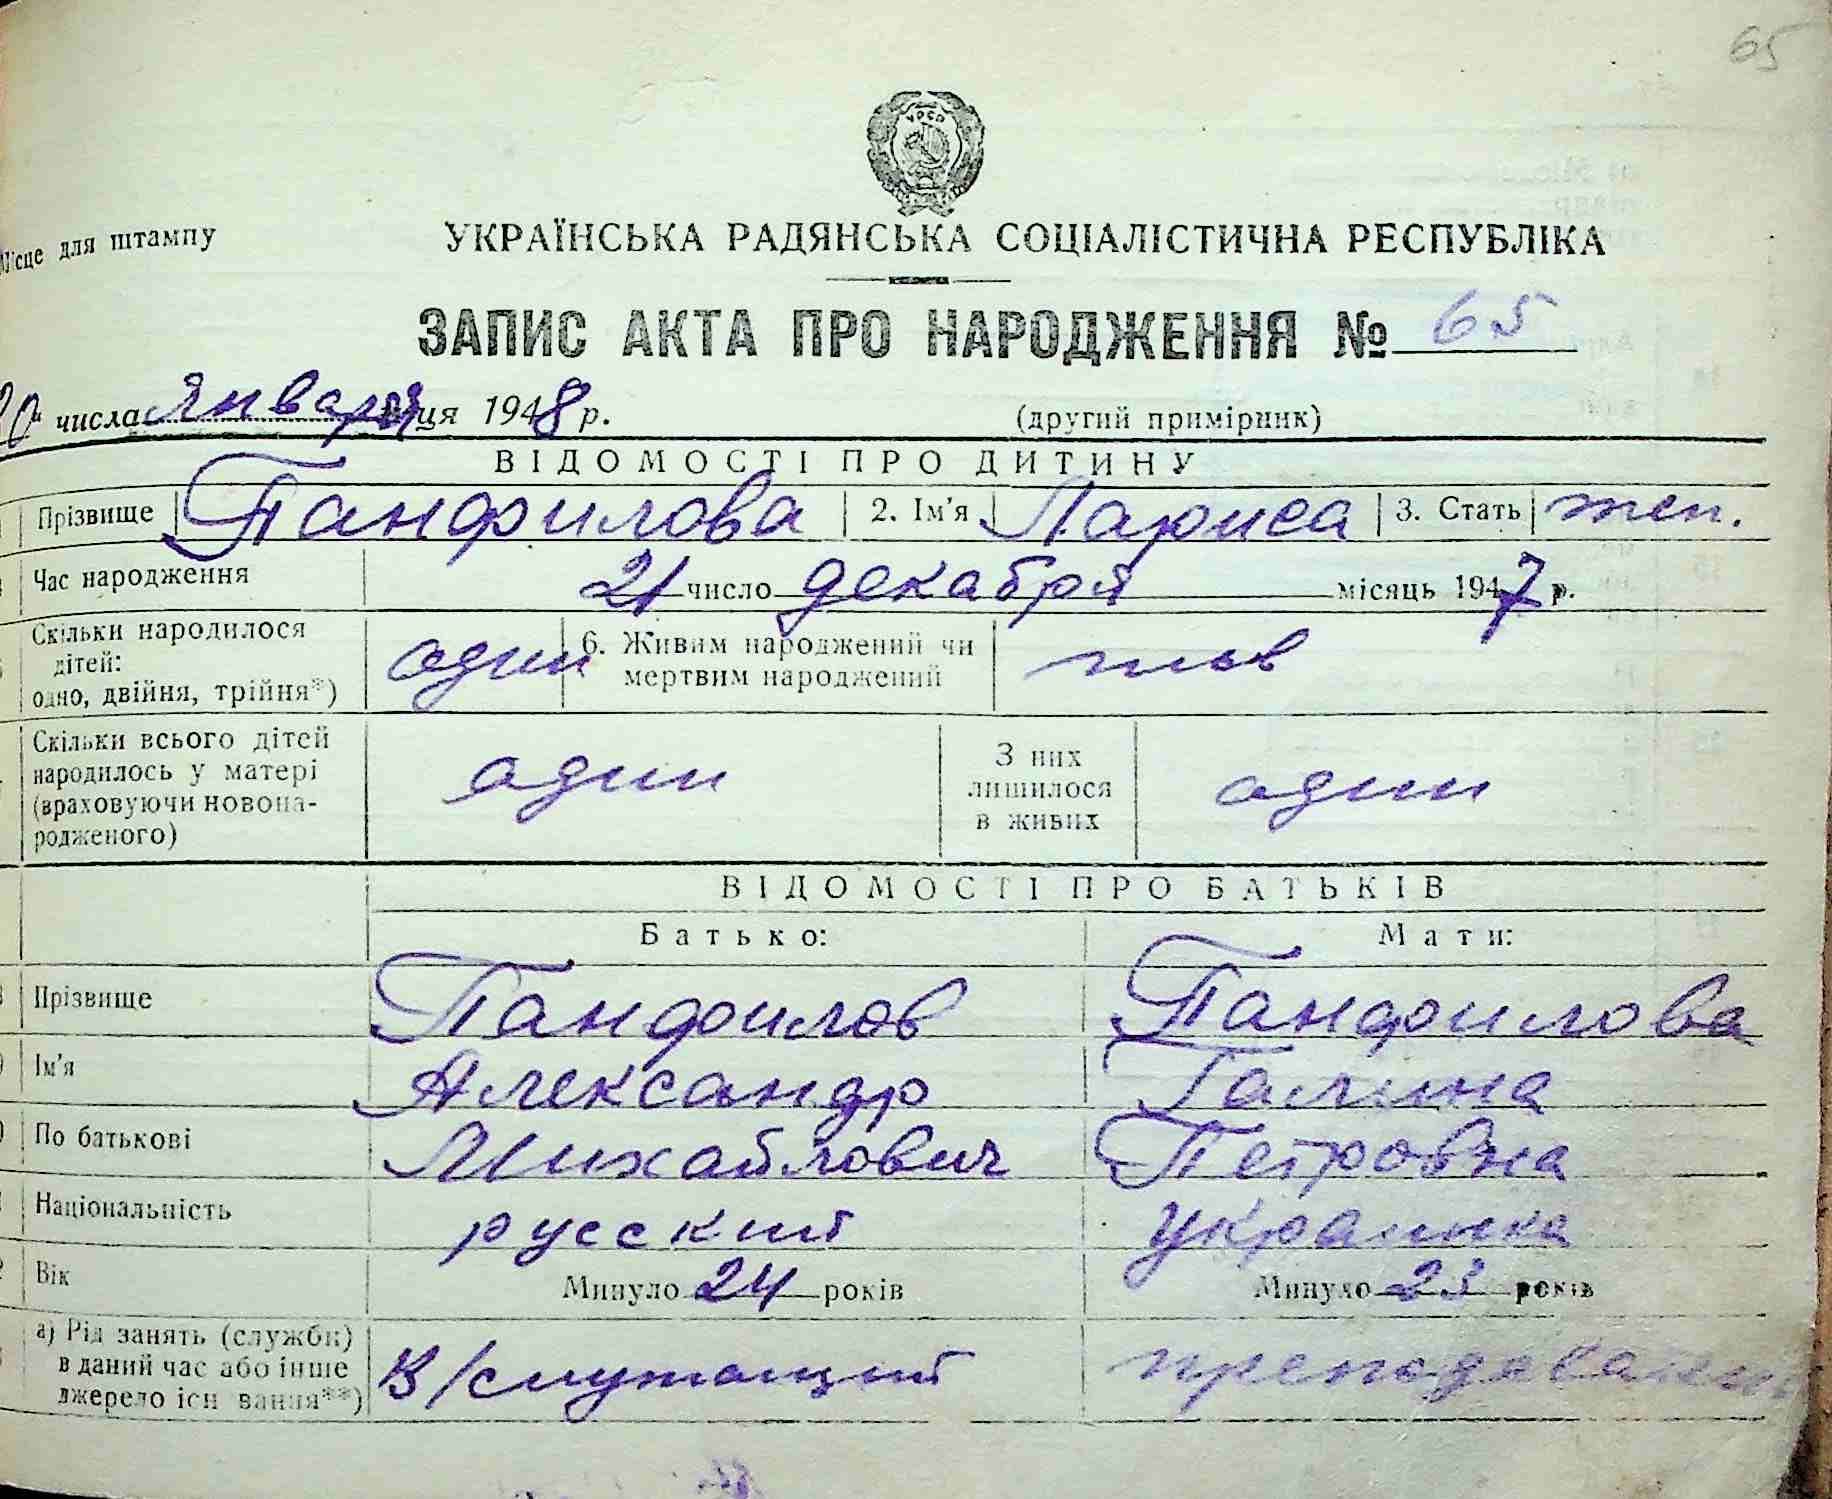 65
УРСР
Місце для штампу
УКРАЇНСЬКА РАДЯНСЬКА СОЦІАЛІСТИЧНА РЕСПУБЛІКА
ЗАПИС АКТА ПРО НАРОДЖЕННЯ № 65
20" числа января місяця 1948 р. (другий примірник)
ВІДОМОСТІ ПРО ДИТИНУ
Прізвище Панфилова 2. Ім'я Лариса 3. Стать жен.
Час народження 21 число декабря місяць 1947 р.
Скільки народилося дітей: одно, двійня, трійня*) один 6. Живим народжений чи мертвим народжений
Скільки всього дітей народилось у матері (враховуючи новонародженого) один З них лишилося в живих один
ВІДОМОСТІ ПРО БАТЬКІВ
Батько: Мати:
Прізвище Панфилов Панфилова
Ім'я Александр Галина
По батькові Михайлович Петровна
Національність русский украинка
Вік Минуло 24 років Минуло 23 років
а) Рід занять (служби) в даний час або інше джерело існування**) В/служащий преподаватель